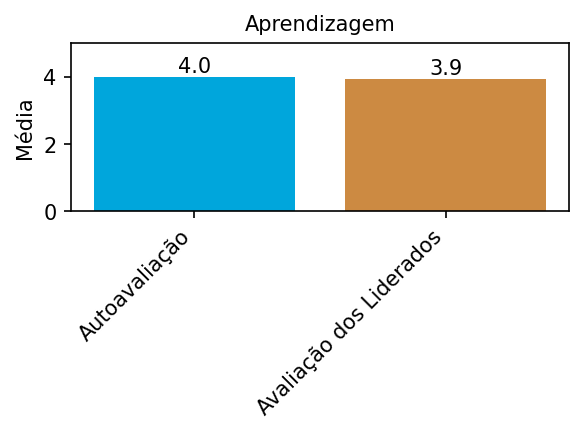 Aprendizagem
4.0
3.9
Média
4
2
0
Autoavaliação
Avaliação dos Liderados